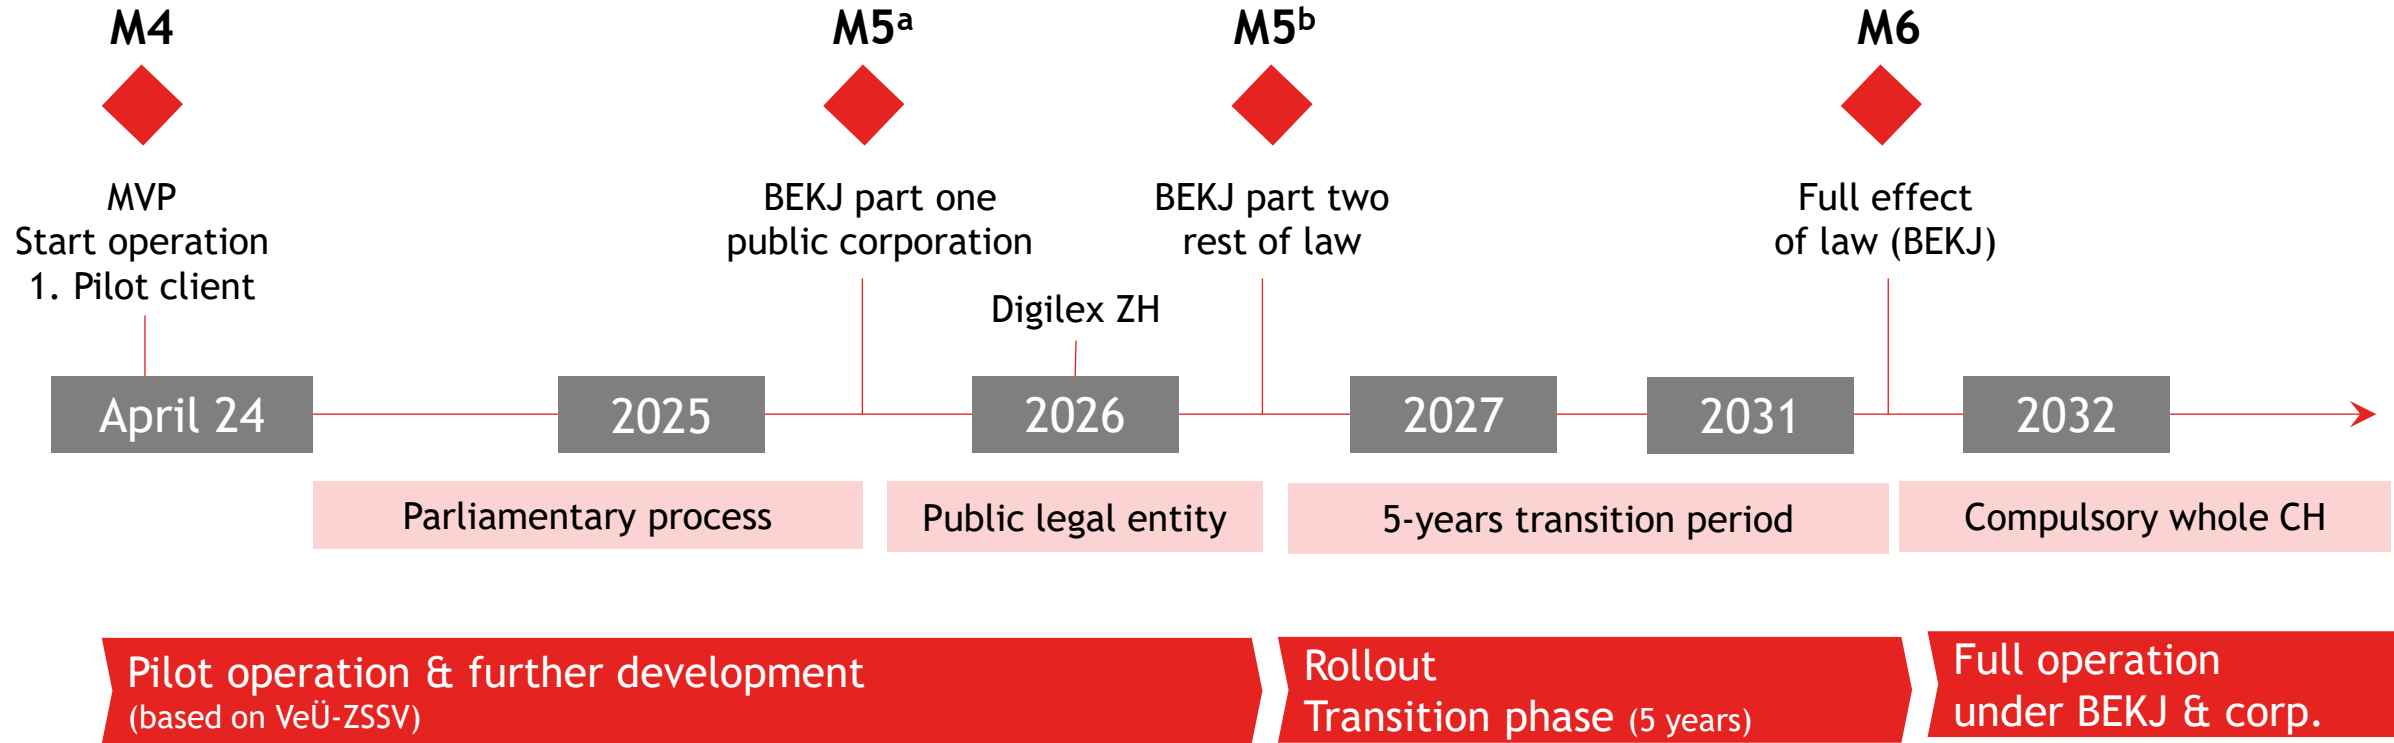 M4
M5ᵃ
M5ᵇ
M6
MVP
Start operation
1. Pilot client
BEKJ part one
public corporation
Digilex ZH
BEKJ part two
rest of law
Full effect
of law (BEKJ)
April 24
2025
2026
2027
2031
2032
Parliamentary process
Public legal entity
5-years transition period
Compulsory whole CH
Pilot operation & further development
(based on VeÜ-ZSSV)
Rollout
Transition phase (5 years)
Full operation
under BEKJ & corp.